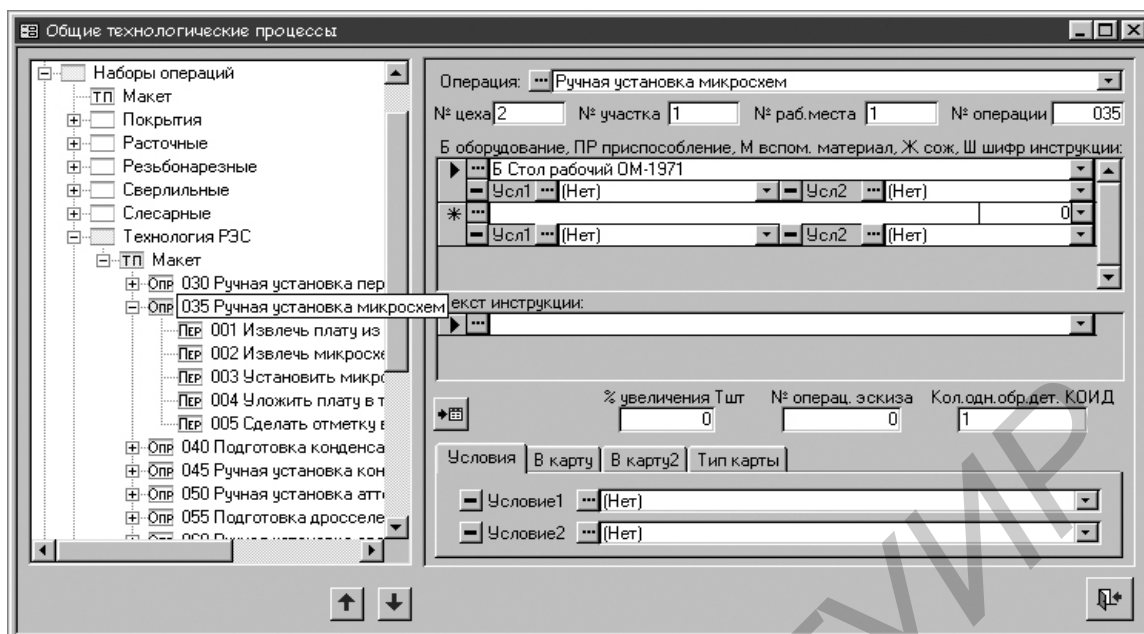 Общие технологические процессы
Наборы операций
ТП Макет
Покрытия
Расточные
Резьбонарезные
Сверлильные
Слесарные
Технология РЭС
ТП Макет
Опр 030 Ручная установка пер
Опр 035 Ручная установка микросхем
Пер 001 Извлечь плату из
Пер 002 Извлечь микросхе
Пер 003 Установить микро
Пер 004 Уложить плату в т
Пер 005 Сделать отметку в
Опр 040 Подготовка конденса
Опр 045 Ручная установка кон
Опр 050 Ручная установка атт
Опр 055 Подготовка дросселе
Операция: ... Ручная установка микросхем
№ цеха 2 № участка 1 № раб.места 1 № операции 035
Б оборудование, ПР приспособление, М вспом. материал, Ж сож, Ш шифр инструкции:
... Б Стол рабочий ОМ-1971
Усл1 ... (Нет) Усл2 ... (Нет)
... 0
Усл1 ... (Нет) Усл2 ... (Нет)
екст инструкции:
...
% увеличения Тшт № операц. эскиза Кол.одн.обр.дет. КОИД
0 0 1
Условия В карту В карту2 Тип карты
Условие1 ... (Нет)
Условие2 ... (Нет)
УИР